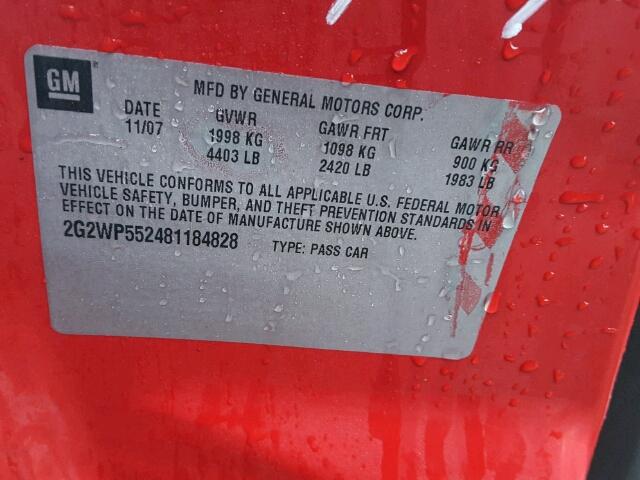 GM
MFD BY GENERAL MOTORS CORP.
DATE GVWR GAWR FRT GAWR RR
11/07 1998 KG 1098 KG 900 KG
4403 LB 2420 LB 1983 LB
THIS VEHICLE CONFORMS TO ALL APPLICABLE U.S. FEDERAL MOTOR
VEHICLE SAFETY, BUMPER, AND THEFT PREVENTION STANDARDS IN
EFFECT ON THE DATE OF MANUFACTURE SHOWN ABOVE.
2G2WP552481184828 TYPE: PASS CAR